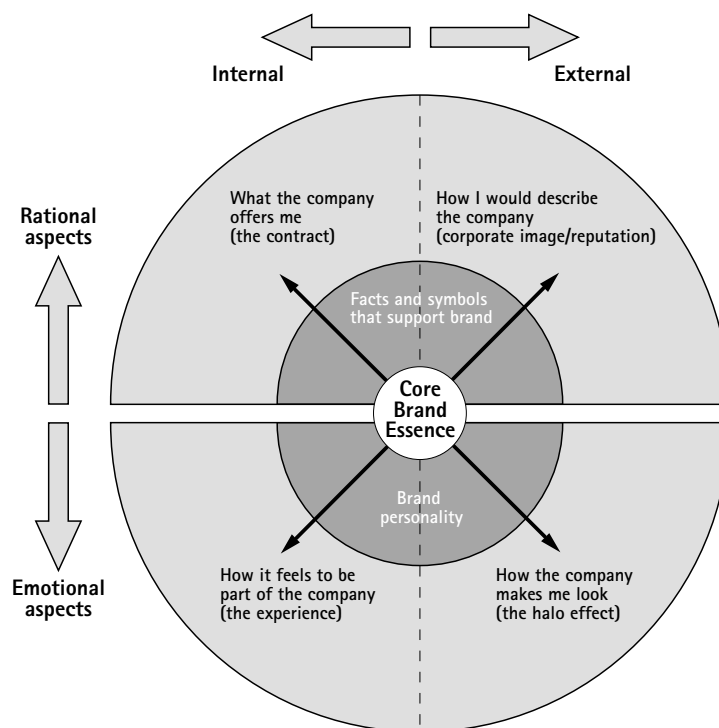 Internal
External
Rational
aspects
What the company
offers me
(the contract)
How I would describe
the company
(corporate image/reputation)
Facts and symbols
that support brand
Core
Brand
Essence
Brand
personality
Emotional
aspects
How it feels to be
part of the company
(the experience)
How the company
makes me look
(the halo effect)